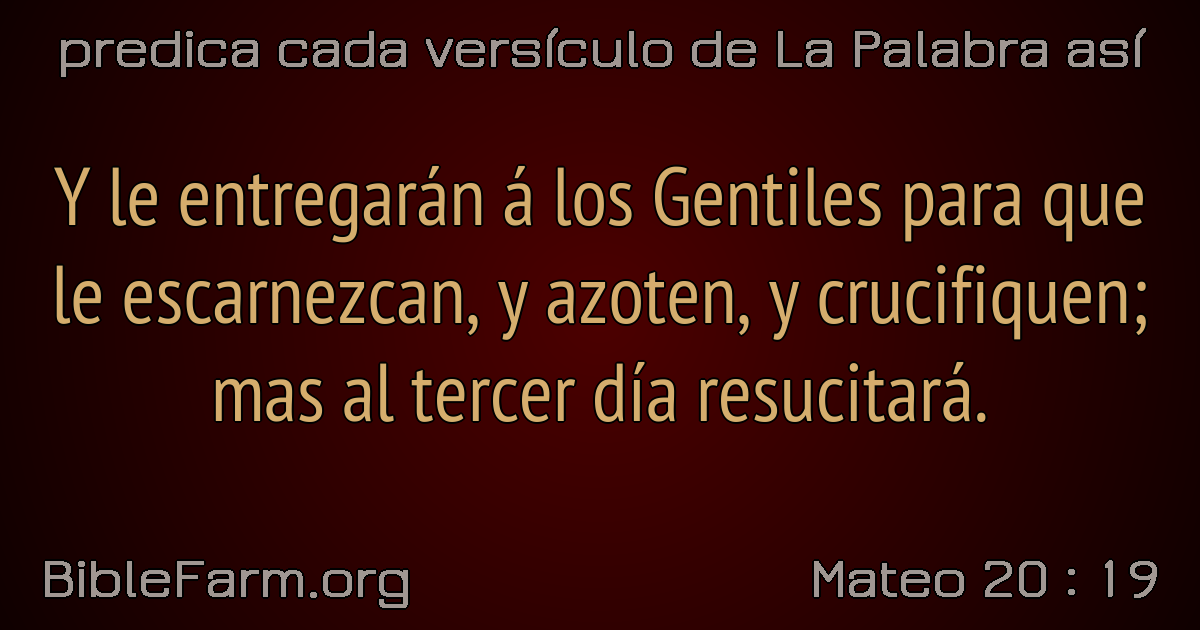 predica cada versículo de La Palabra así
Y le entregarán á los Gentiles para que
le escarnezcan, y azoten, y crucifiquen;
mas al tercer día resucitará.
BibleFarm.org
Mateo 20 : 19